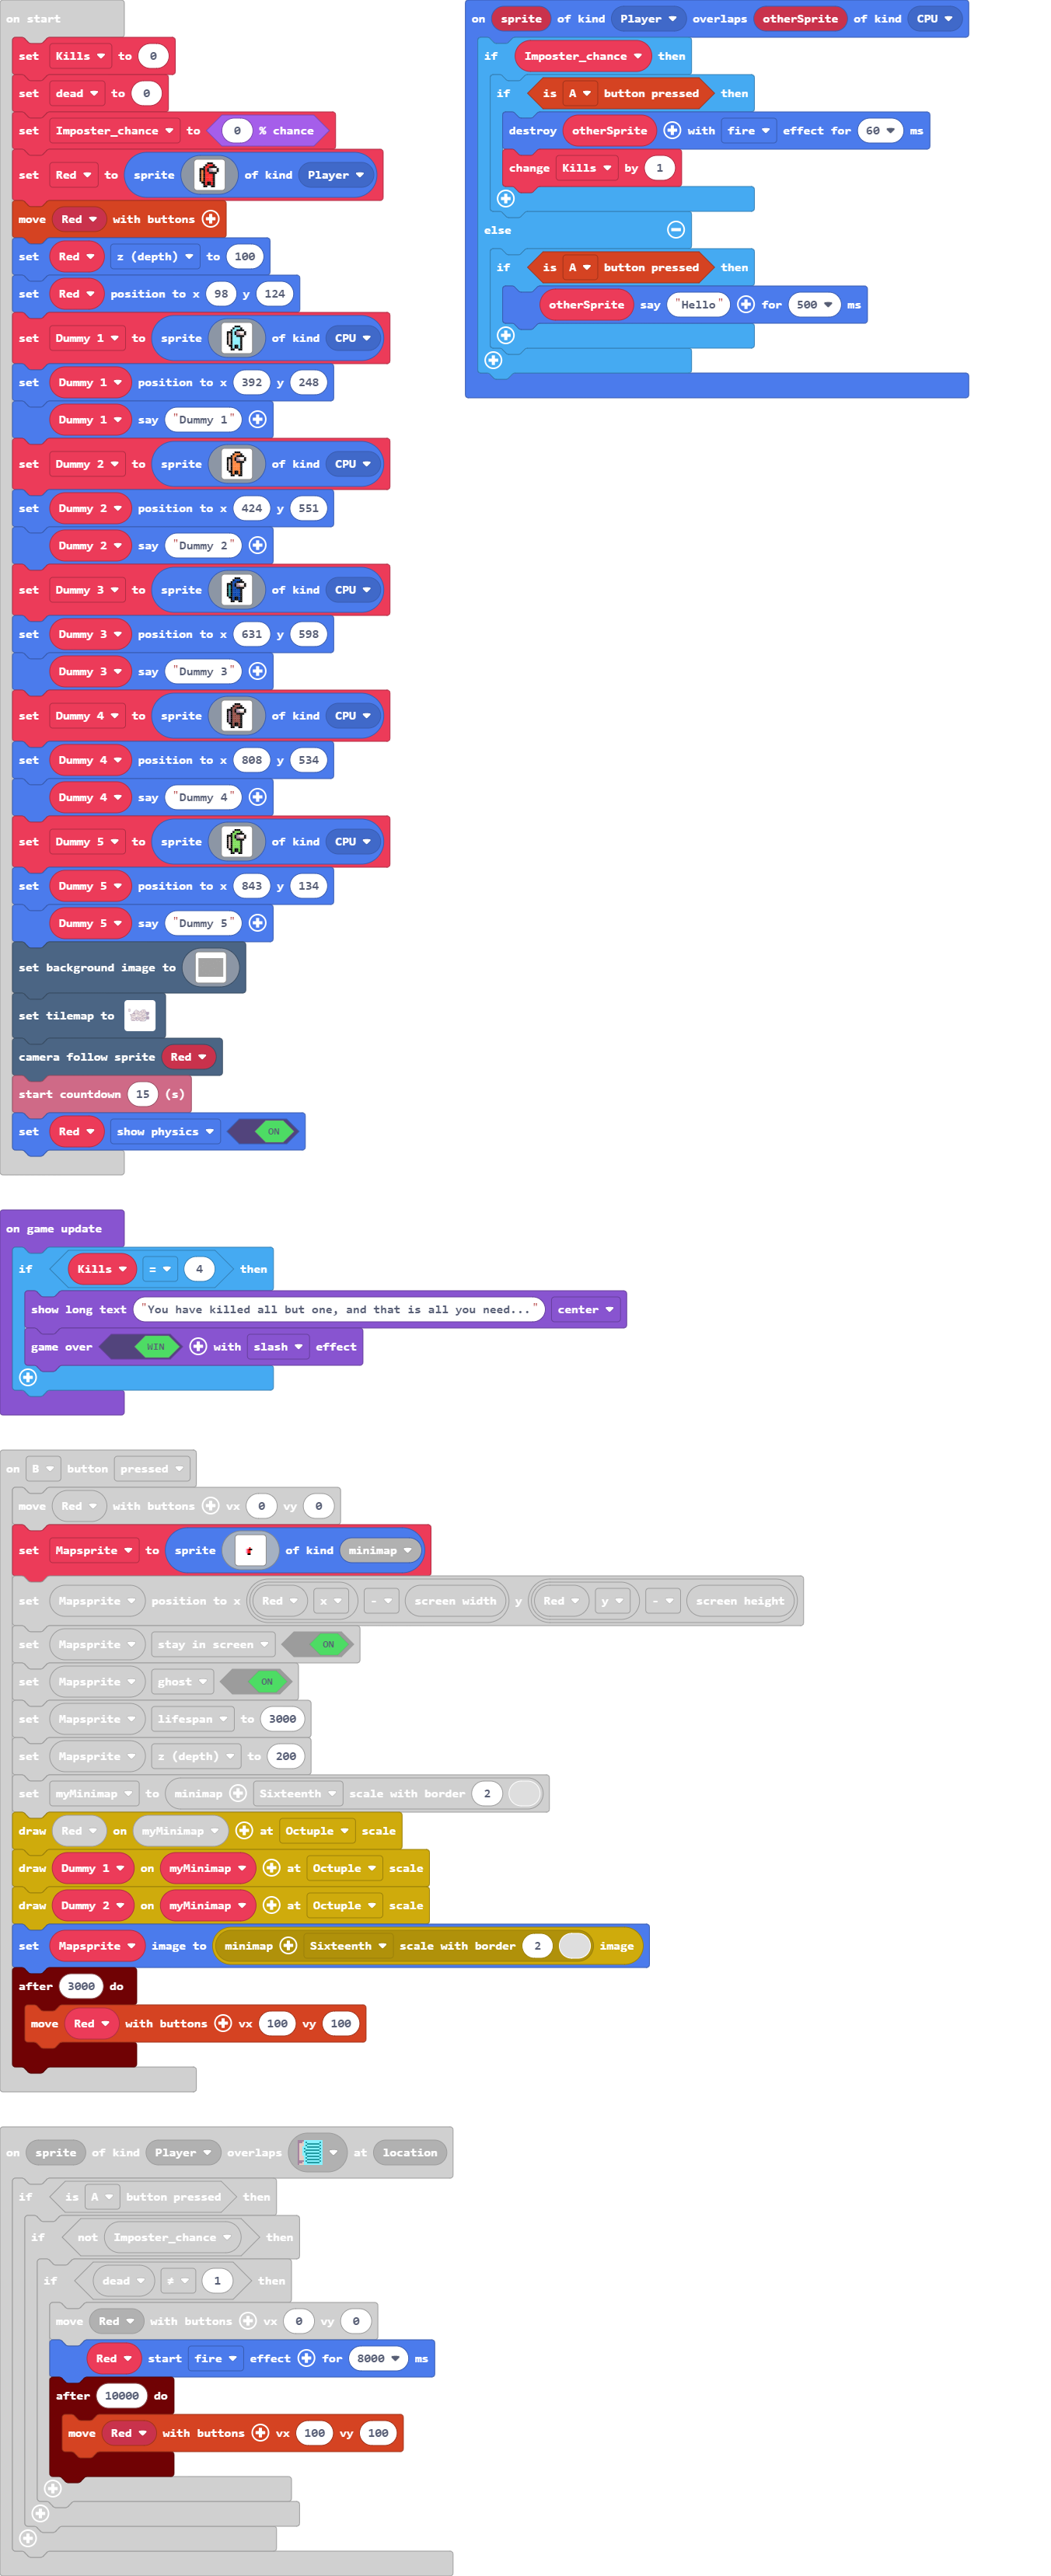 on start
set Kills to 0
set dead to 0
set Imposter_chance to 0 % chance
set Red to sprite of kind Player
move Red with buttons
set Red z (depth) to 100
set Red position to x 98 y 124
set Dummy 1 to sprite of kind CPU
set Dummy 1 position to x 392 y 248
Dummy 1 say "Dummy 1"
set Dummy 2 to sprite of kind CPU
set Dummy 2 position to x 424 y 551
Dummy 2 say "Dummy 2"
set Dummy 3 to sprite of kind CPU
set Dummy 3 position to x 631 y 598
Dummy 3 say "Dummy 3"
set Dummy 4 to sprite of kind CPU
set Dummy 4 position to x 808 y 534
Dummy 4 say "Dummy 4"
set Dummy 5 to sprite of kind CPU
set Dummy 5 position to x 843 y 134
Dummy 5 say "Dummy 5"
set background image to
set tilemap to
camera follow sprite Red
start countdown 15 (s)
set Red show physics ON
on sprite of kind Player overlaps otherSprite of kind CPU
if Imposter_chance then
if is A button pressed then
destroy otherSprite with fire effect for 60 ms
change Kills by 1
else
if is A button pressed then
otherSprite say "Hello" for 500 ms
on game update
if Kills = 4 then
show long text "You have killed all but one, and that is all you need..." center
game over WIN with slash effect
on B button pressed
move Red with buttons vx 0 vy 0
set Mapsprite to sprite of kind minimap
set Mapsprite position to x Red x - screen width y Red y - screen height
set Mapsprite stay in screen ON
set Mapsprite ghost ON
set Mapsprite lifespan to 3000
set Mapsprite z (depth) to 200
set myMinimap to minimap Sixteenth scale with border 2
draw Red on myMinimap at Octuple scale
draw Dummy 1 on myMinimap at Octuple scale
draw Dummy 2 on myMinimap at Octuple scale
set Mapsprite image to minimap Sixteenth scale with border 2 image
after 3000 do
move Red with buttons vx 100 vy 100
on sprite of kind Player overlaps at location
if is A button pressed then
if not Imposter_chance then
if dead ≠ 1 then
move Red with buttons vx 0 vy 0
Red start fire effect for 8000 ms
after 10000 do
move Red with buttons vx 100 vy 100